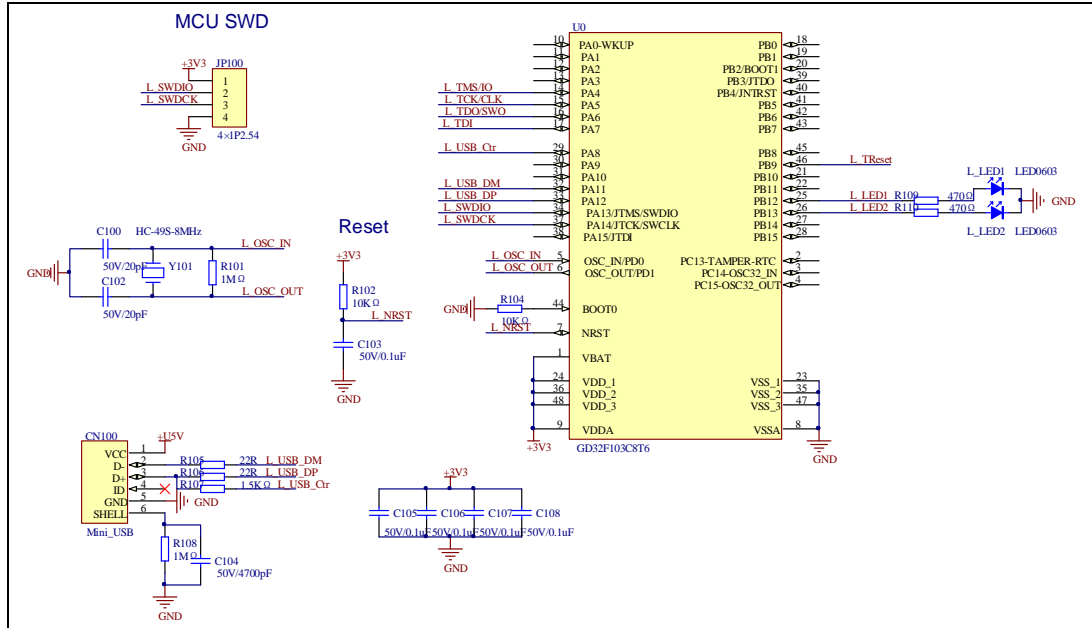 MCU SWD
+3V3
JP100
L_SWDIO
L_SWDCK
1
2
3
4
GND
4×1P2.54
C100
HC-49S-8MHz
L_OSC_IN
50V/20pF
Y101
R101
1MΩ
GND
C102
L_OSC_OUT
50V/20pF
Reset
+3V3
R102
10KΩ
L_NRST
C103
50V/0.1uF
GND
U0
L_TMS/IO
L_TCK/CLK
L_TDO/SWO
L_TDI
L_USB_Ctr
L_USB_DM
L_USB_DP
L_SWDIO
L_SWDCK
L_OSC_IN
L_OSC_OUT
GND
R104
10KΩ
L_NRST
10 PA0-WKUP
11 PA1
12 PA2
13 PA3
14 PA4
15 PA5
16 PA6
17 PA7
29 PA8
30 PA9
31 PA10
32 PA11
33 PA12
34 PA13/JTMS/SWDIO
37 PA14/JTCK/SWCLK
38 PA15/JTDI
5 OSC_IN/PD0
6 OSC_OUT/PD1
44 BOOT0
7 NRST
1 VBAT
24 VDD_1
36 VDD_2
48 VDD_3
9 VDDA
+3V3
PB0 18
PB1 19
PB2/BOOT1 20
PB3/JTDO 39
PB4/JNTRST 40
PB5 41
PB6 42
PB7 43
PB8 45
PB9 46
PB10 21
PB11 22
PB12 25
PB13 26
PB14 27
PB15 28
PC13-TAMPER-RTC 2
PC14-OSC32_IN 3
PC15-OSC32_OUT 4
VSS_1 23
VSS_2 35
VSS_3 47
VSSA 8
GND
GD32F103C8T6
L_TReset
L_LED1 LED0603
L_LED1 R109 470Ω
L_LED2 R110 470Ω
GND
L_LED2 LED0603
CN100
+U5V
VCC 1
D- 2
D+ 3
ID 4
GND 5
SHELL 6
Mini_USB
R105 22R L_USB_DM
R106 22R L_USB_DP
R107 1.5KΩ L_USB_Ctr
GND
R108
1MΩ
C104
50V/4700pF
GND
+3V3
C105 C106 C107 C108
50V/0.1uF 50V/0.1uF 50V/0.1uF 50V/0.1uF
GND